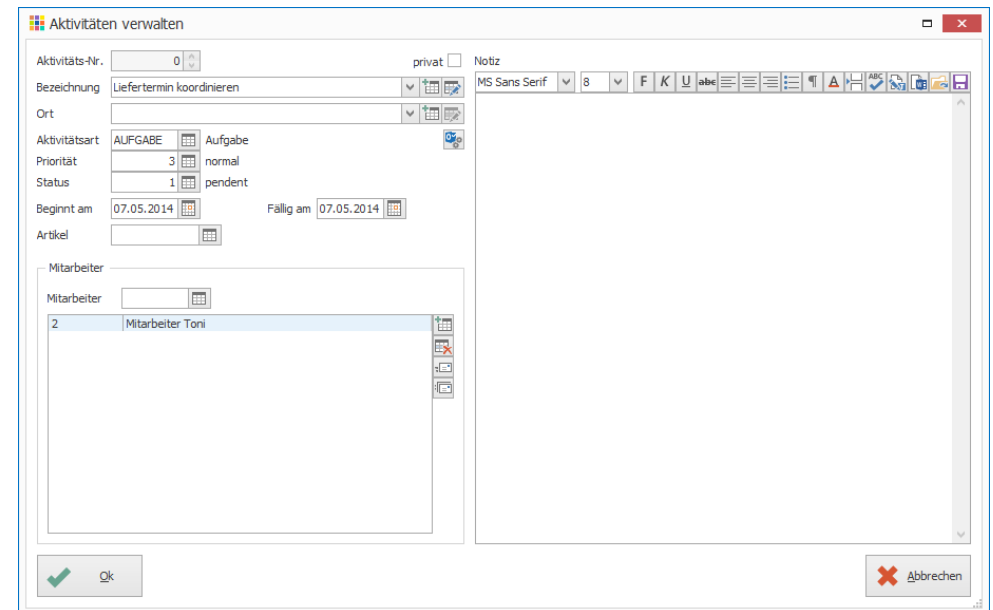 Aktivitäten verwalten
Aktivitäts-Nr. 0 privat
Bezeichnung Liefertermin koordinieren
Ort
Aktivitätsart AUFGABE Aufgabe
Priorität 3 normal
Status 1 pendent
Beginnt am 07.05.2014 Fällig am 07.05.2014
Artikel
Mitarbeiter
Mitarbeiter
2 Mitarbeiter Toni
Notiz
MS Sans Serif 8 F K U abc A ABC
Ok
Abbrechen